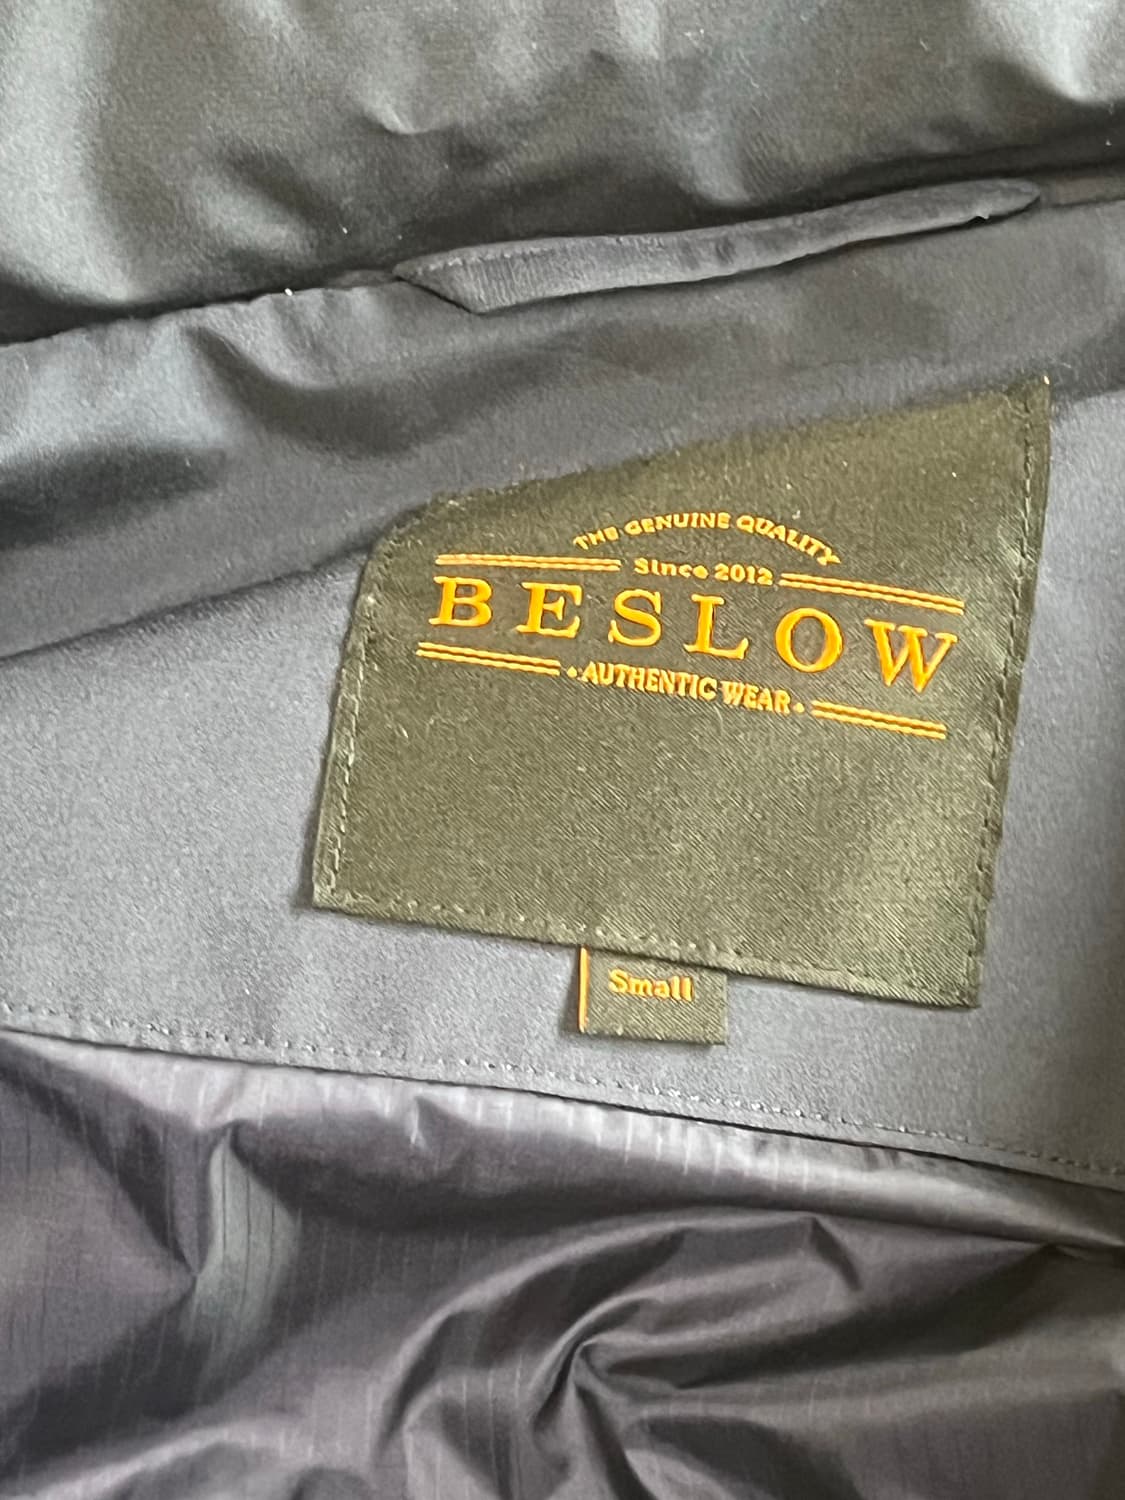 THE GENUINE QUALITY
Since 2012
BESLOW
• AUTHENTIC WEAR •
Small